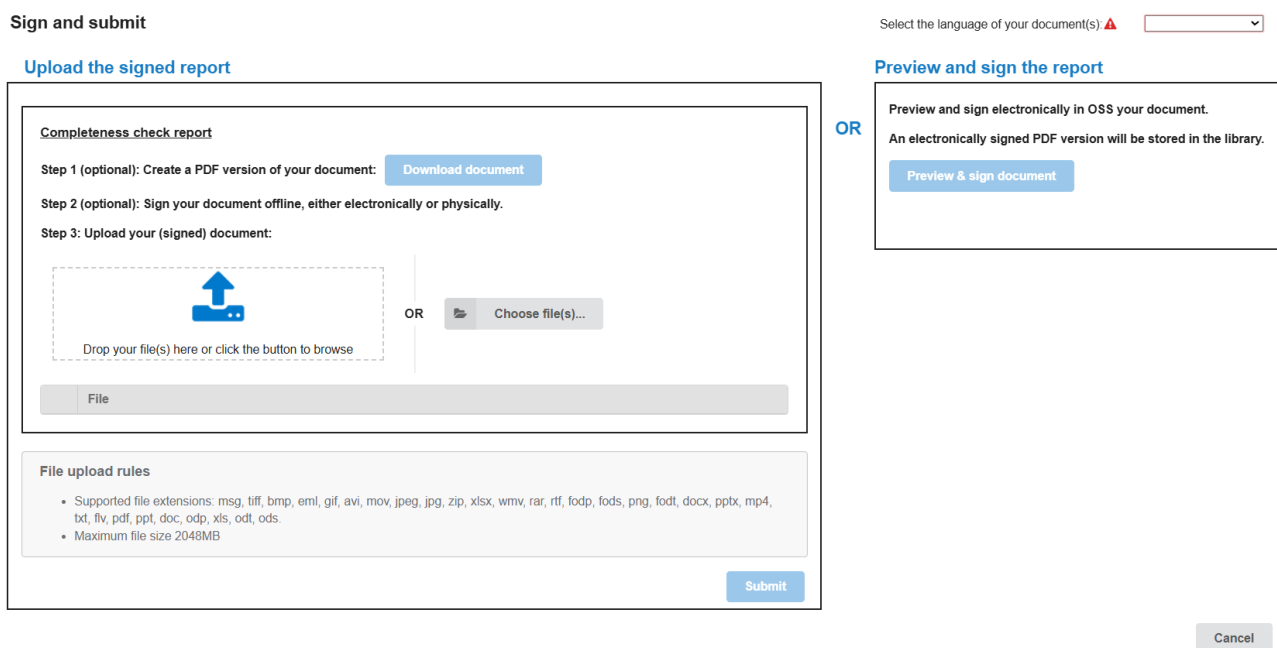 Sign and submit
Select the language of your document(s):
Upload the signed report
Completeness check report
Step 1 (optional): Create a PDF version of your document:
Download document
Step 2 (optional): Sign your document offline, either electronically or physically.
Step 3: Upload your (signed) document:
Drop your file(s) here or click the button to browse
OR
Choose file(s)...
File
File upload rules
• Supported file extensions: msg, tiff, bmp, eml, gif, avi, mov, jpeg, jpg, zip, xlsx, wmv, rar, rtf, fodp, fods, png, fodt, docx, pptx, mp4,
txt, flv, pdf, ppt, doc, odp, xls, odt, ods.
• Maximum file size 2048MB
Submit
OR
Preview and sign the report
Preview and sign electronically in OSS your document.
An electronically signed PDF version will be stored in the library.
Preview & sign document
Cancel